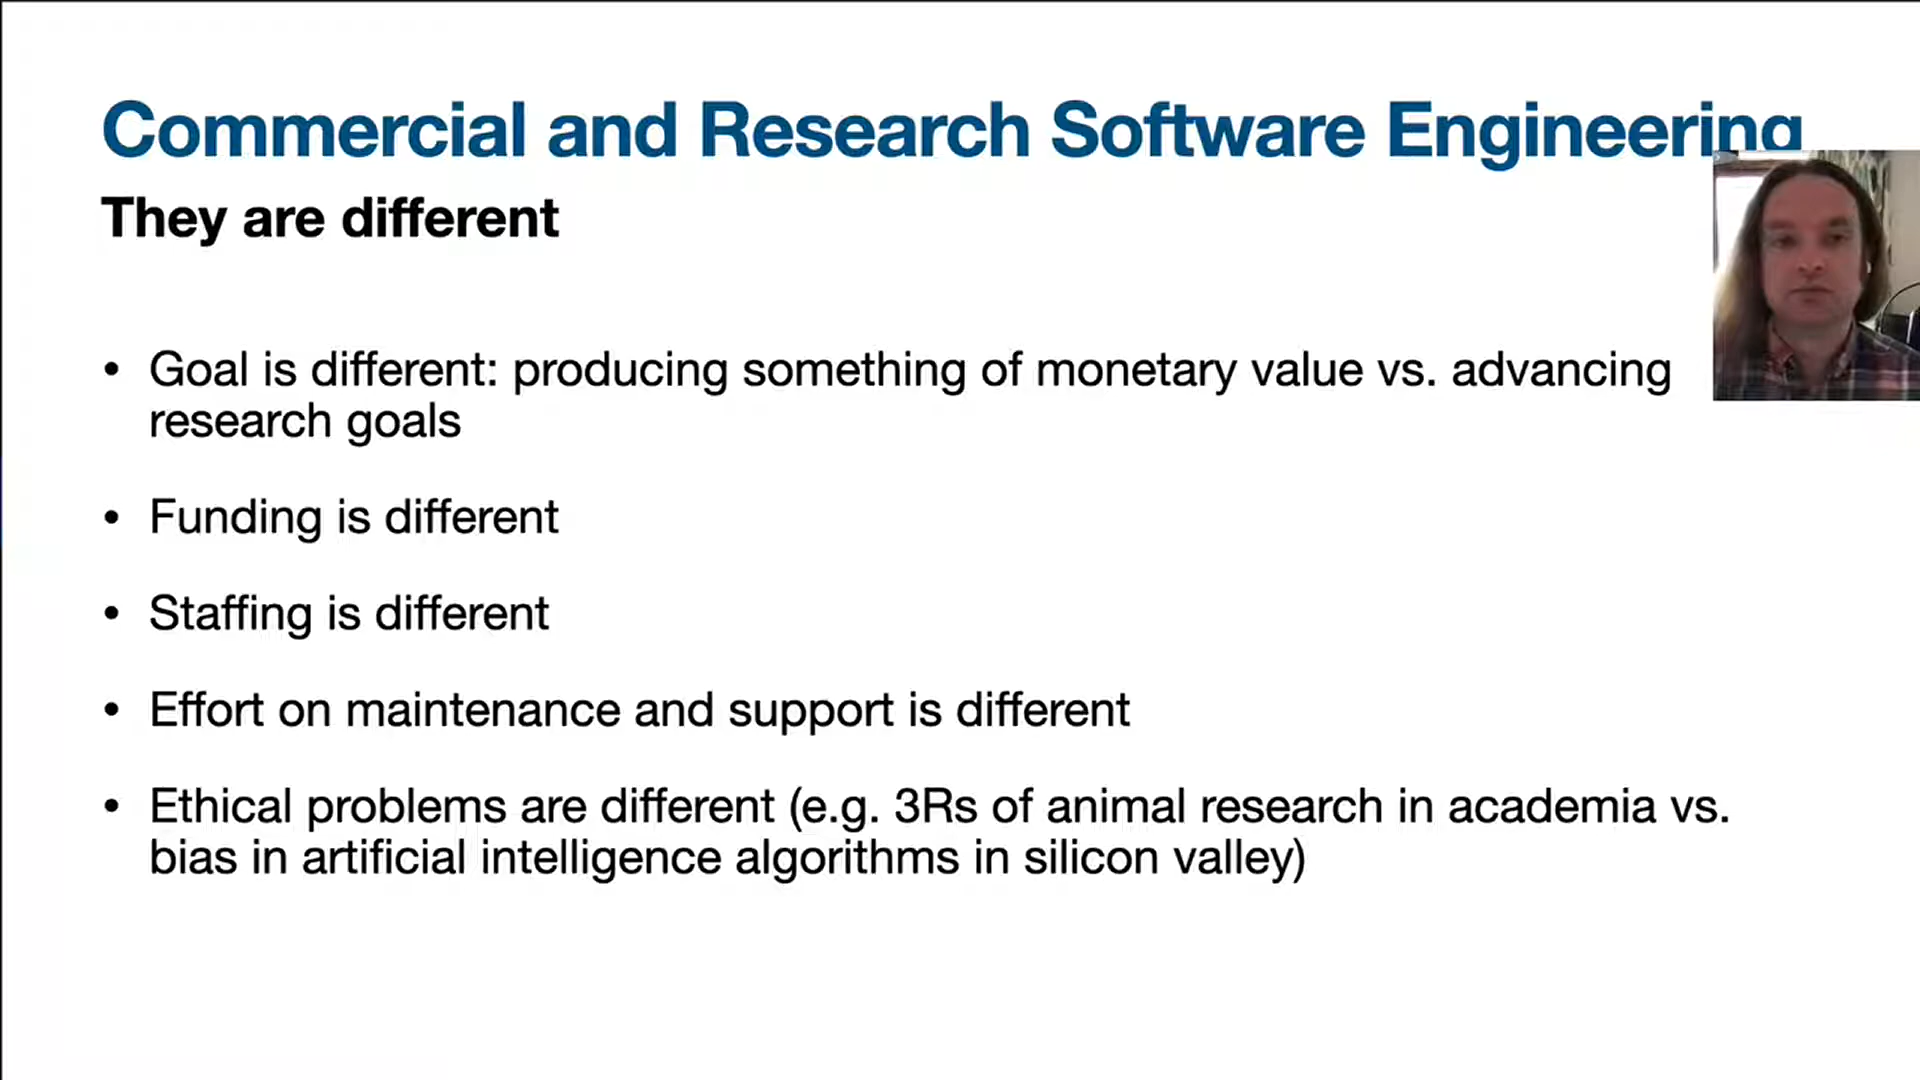 Commercial and Research Software Engineering
They are different
• Goal is different: producing something of monetary value vs. advancing
research goals
• Funding is different
• Staffing is different
• Effort on maintenance and support is different
• Ethical problems are different (e.g. 3Rs of animal research in academia vs.
bias in artificial intelligence algorithms in silicon valley)